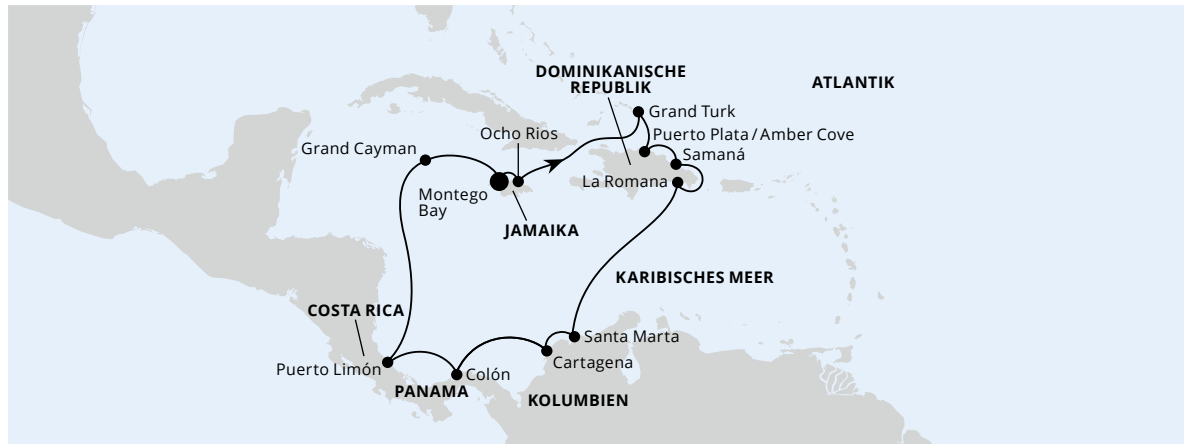 DOMINIKANISCHE
REPUBLIK
ATLANTIK
Grand Turk
Ocho Rios
Puerto Plata / Amber Cove
Grand Cayman
Samaná
La Romana
Montego
Bay
JAMAIKA
KARIBISCHES MEER
COSTA RICA
Santa Marta
Cartagena
Puerto Limón
Colón
PANAMA
KOLUMBIEN